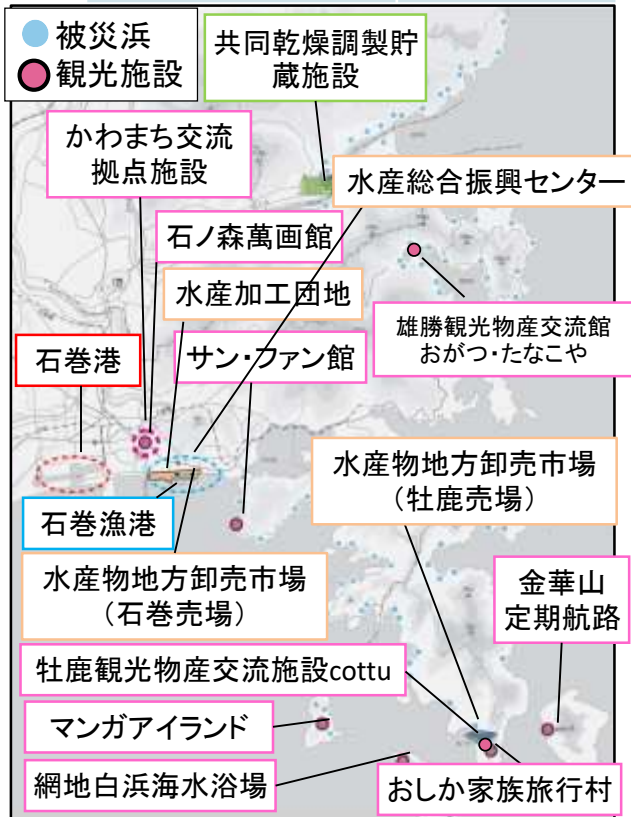 被災浜
観光施設
共同乾燥調製貯
蔵施設
かわまち交流
拠点施設
水産総合振興センター
石ノ森萬画館
水産加工団地
雄勝観光物産交流館
おがつ・たなこや
石巻港
サン・ファン館
水産物地方卸売市場
（牡鹿売場）
石巻漁港
水産物地方卸売市場
（石巻売場）
金華山
定期航路
牡鹿観光物産交流施設cottu
マンガアイランド
網地白浜海水浴場
おしか家族旅行村